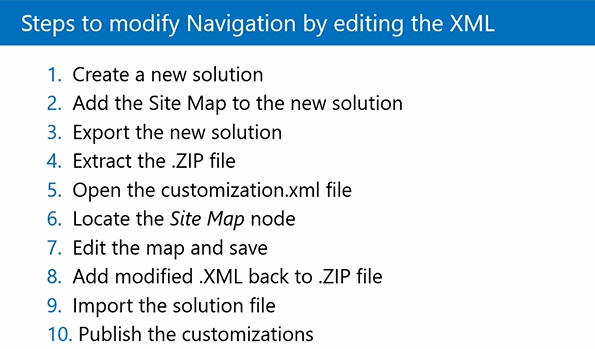 Steps to modify Navigation by editing the XML
1. Create a new solution
2. Add the Site Map to the new solution
3. Export the new solution
4. Extract the .ZIP file
5. Open the customization.xml file
6. Locate the Site Map node
7. Edit the map and save
8. Add modified .XML back to .ZIP file
9. Import the solution file
10. Publish the customizations